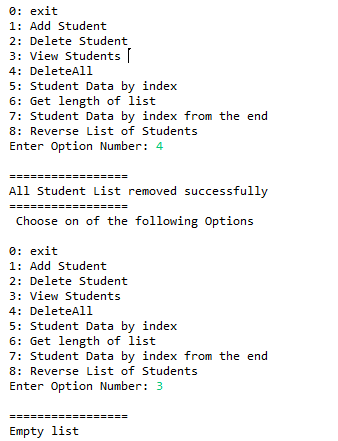 0: exit
1: Add Student
2: Delete Student
3: View Students
4: DeleteAll
5: Student Data by index
6: Get length of list
7: Student Data by index from the end
8: Reverse List of Students
Enter Option Number: 4
=================
All Student List removed successfully
=================
Choose on of the following Options
0: exit
1: Add Student
2: Delete Student
3: View Students
4: DeleteAll
5: Student Data by index
6: Get length of list
7: Student Data by index from the end
8: Reverse List of Students
Enter Option Number: 3
=================
Empty list